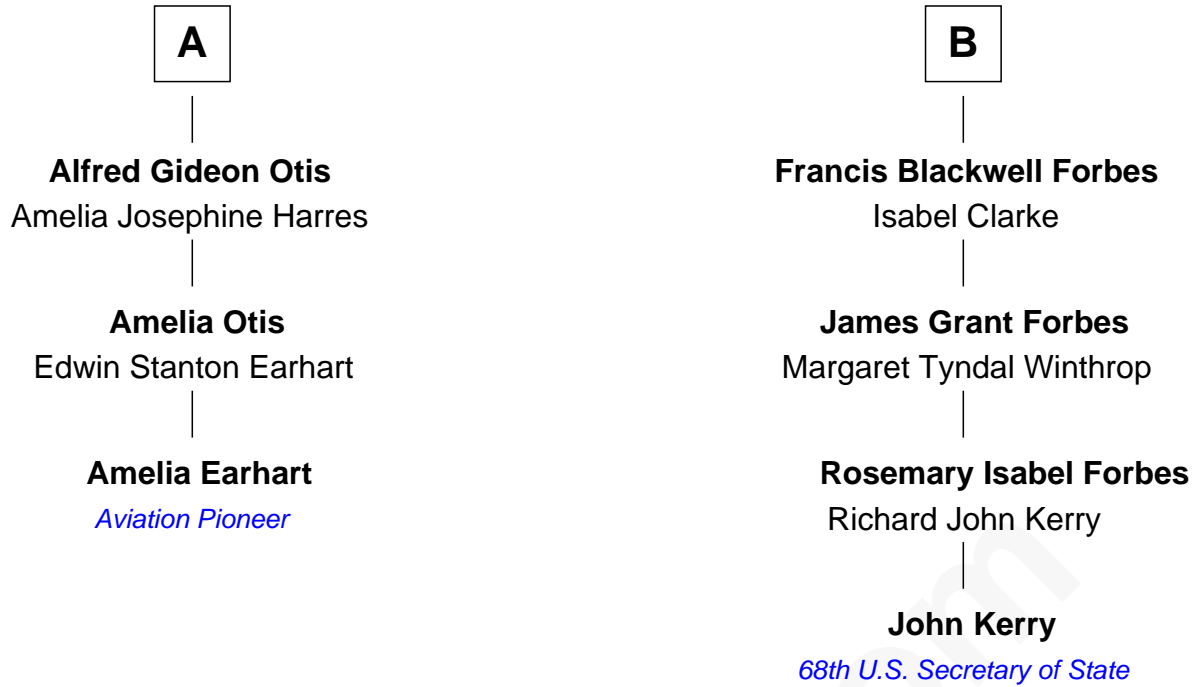 A
Alfred Gideon Otis
Amelia Josephine Harres
Amelia Otis
Edwin Stanton Earhart
Amelia Earhart
Aviation Pioneer
B
Francis Blackwell Forbes
Isabel Clarke
James Grant Forbes
Margaret Tyndal Winthrop
Rosemary Isabel Forbes
Richard John Kerry
John Kerry
68th U.S. Secretary of State